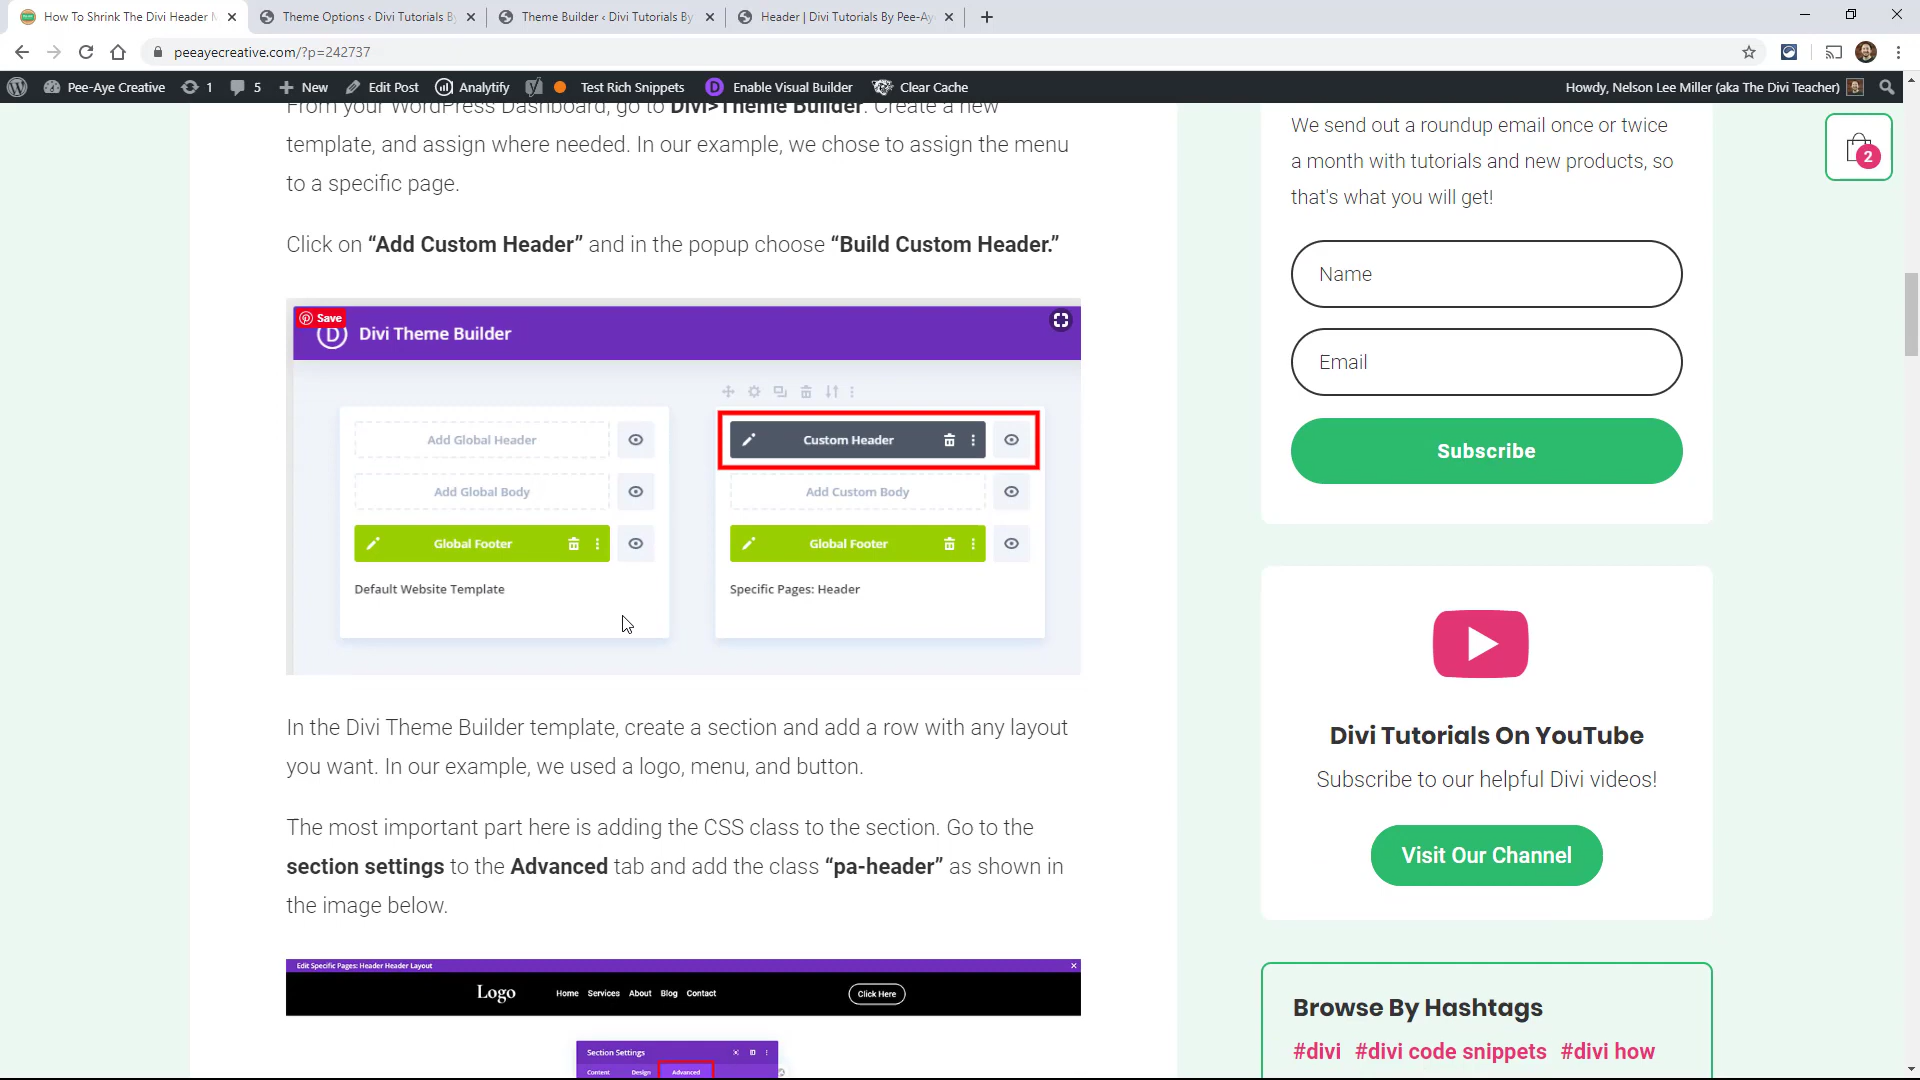 How To Shrink The Divi Header M
Theme Options ‹ Divi Tutorials By
Theme Builder ‹ Divi Tutorials By
Header | Divi Tutorials By Pee-Ay
peeayecreative.com/?p=242737
Pee-Aye Creative
1
5
New
Edit Post
Analytify
Test Rich Snippets
Enable Visual Builder
Clear Cache
Howdy, Nelson Lee Miller (aka The Divi Teacher)
From your WordPress Dashboard, go to Divi>Theme Builder. Create a new
template, and assign where needed. In our example, we chose to assign the menu
to a specific page.
Click on “Add Custom Header” and in the popup choose “Build Custom Header.”
Save
Divi Theme Builder
Add Global Header
Add Global Body
Global Footer
Default Website Template
Custom Header
Add Custom Body
Global Footer
Specific Pages: Header
In the Divi Theme Builder template, create a section and add a row with any layout
you want. In our example, we used a logo, menu, and button.
The most important part here is adding the CSS class to the section. Go to the
section settings to the Advanced tab and add the class “pa-header” as shown in
the image below.
Edit Specific Pages: Header Header Layout
Logo
Home Services About Blog Contact
Click Here
Section Settings
Content Design Advanced
We send out a roundup email once or twice
a month with tutorials and new products, so
that's what you will get!
Name
Email
Subscribe
Divi Tutorials On YouTube
Subscribe to our helpful Divi videos!
Visit Our Channel
Browse By Hashtags
#divi #divi code snippets #divi how
2